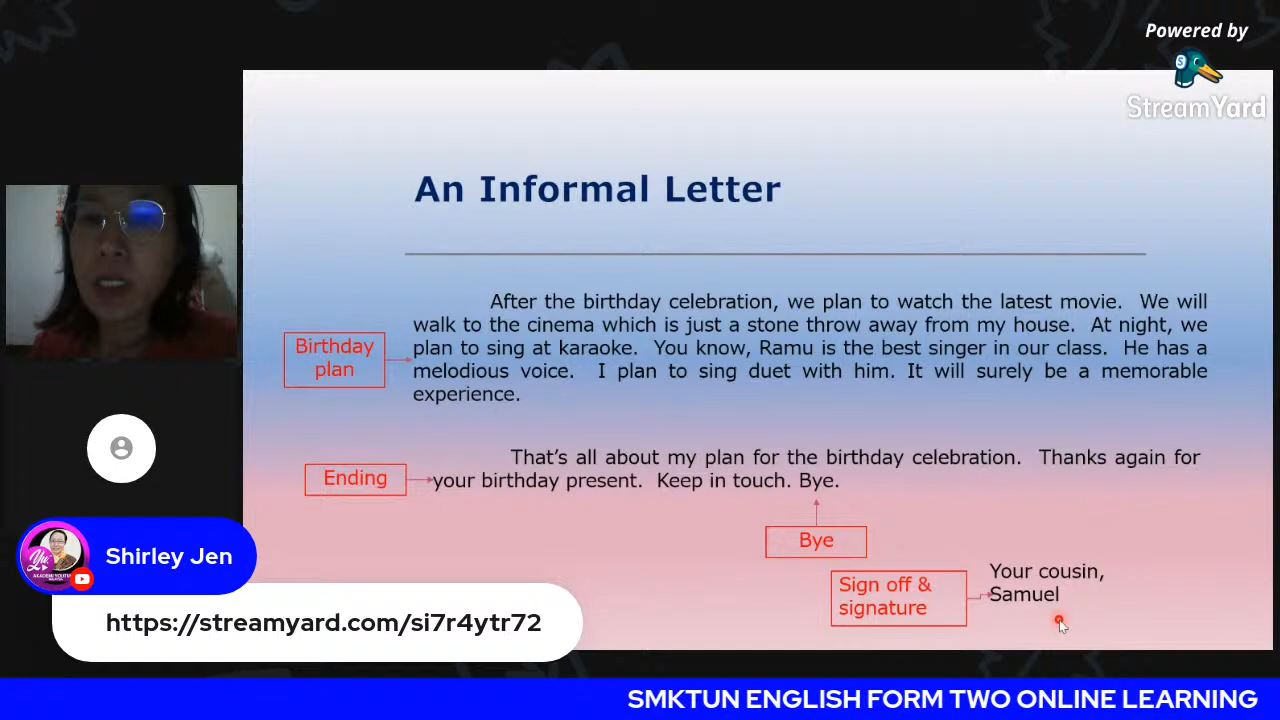 Powered by
StreamYard
An Informal Letter
After the birthday celebration, we plan to watch the latest movie. We will
walk to the cinema which is just a stone throw away from my house. At night, we
plan to sing at karaoke. You know, Ramu is the best singer in our class. He has a
melodious voice. I plan to sing duet with him. It will surely be a memorable
experience.
Birthday
plan
That's all about my plan for the birthday celebration. Thanks again for
your birthday present. Keep in touch. Bye.
Ending
Bye
Sign off &
signature
Your cousin,
Samuel
Shirley Jen
https://streamyard.com/si7r4ytr72
SMKTUN ENGLISH FORM TWO ONLINE LEARNING